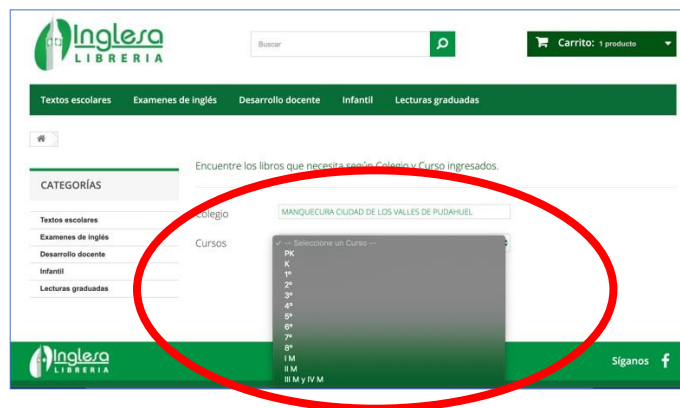 Inglesa
LIBRERIA
Buscar
Carrito: 1 producto
Textos escolares Examenes de inglés Desarrollo docente Infantil Lecturas graduadas
Encuentre los libros que necesita según Colegio y Curso ingresados.
CATEGORÍAS
Textos escolares
Examenes de inglés
Desarrollo docente
Infantil
Lecturas graduadas
Colegio
MANQUECURA CIUDAD DE LOS VALLES DE PUDAHUEL
Cursos
✓ -- Seleccione un Curso --
PK
K
1º
2º
3º
4º
5º
6º
7º
8º
I M
II M
III M y IV M
Inglesa
LIBRERIA
Síganos